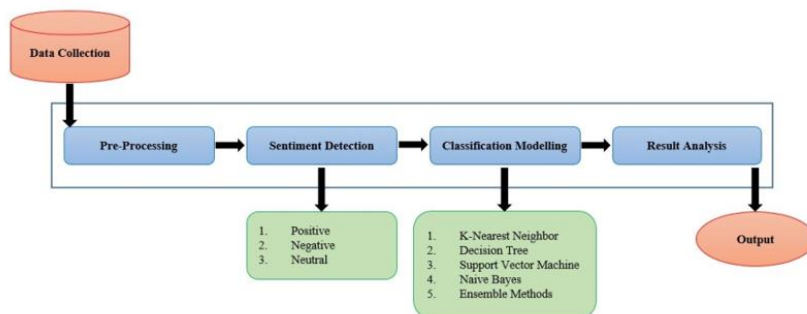 Data Collection
Pre-Processing
Sentiment Detection
Classification Modelling
Result Analysis
1. Positive
2. Negative
3. Neutral
1. K-Nearest Neighbor
2. Decision Tree
3. Support Vector Machine
4. Naive Bayes
5. Ensemble Methods
Output